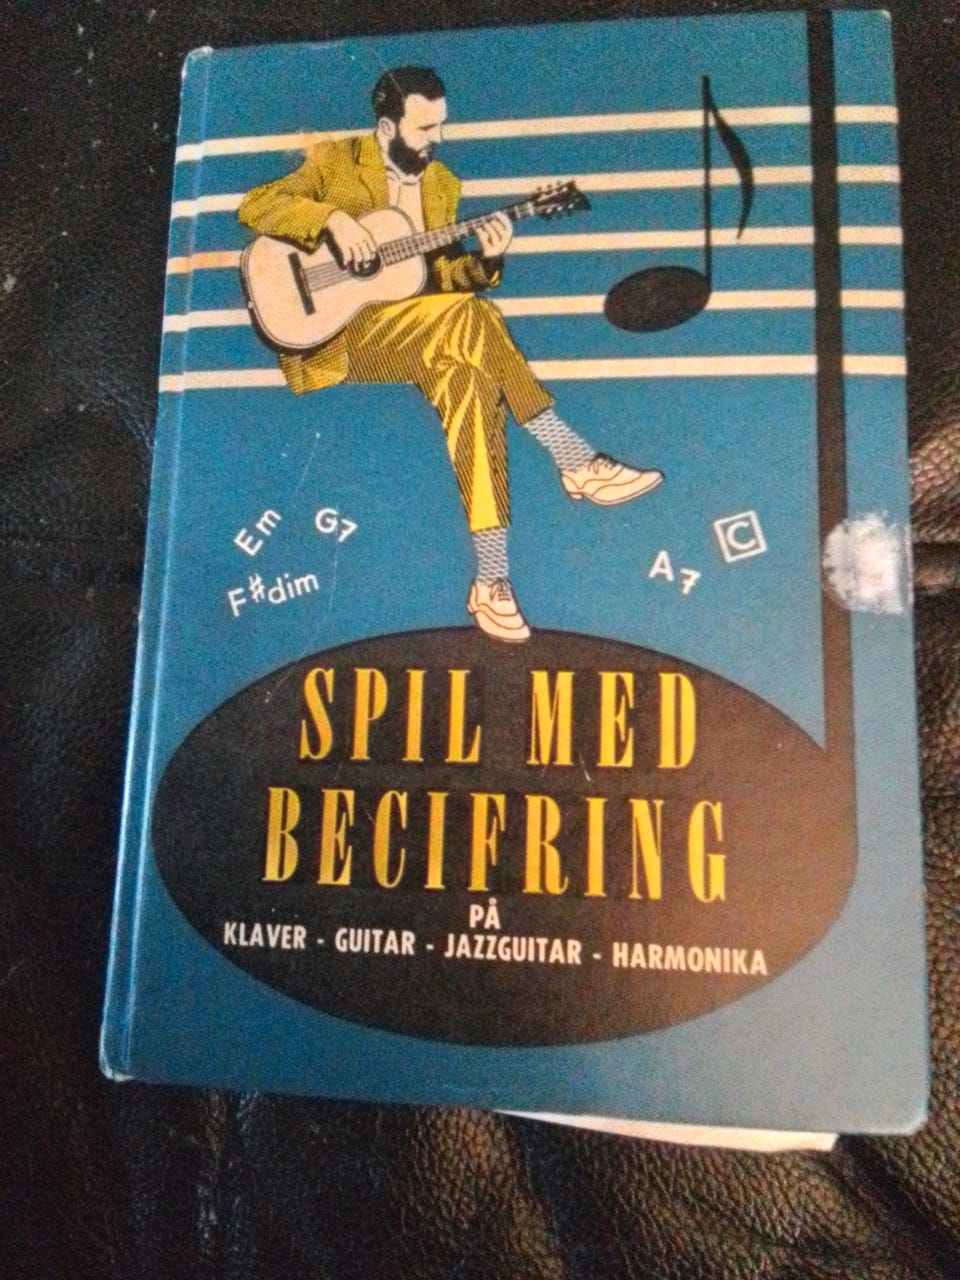 Em G7
F#dim
A7 C
SPIL MED
BECIFRING
PÅ
KLAVER - GUITAR - JAZZGUITAR - HARMONIKA